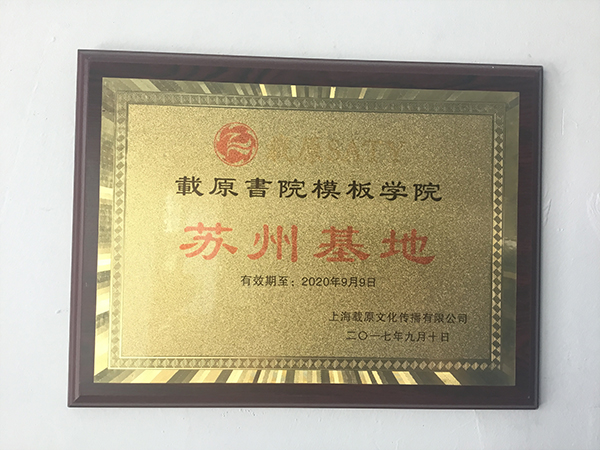 載原書院模板学院
苏州基地
有效期至：2020年9月9日
上海載原文化传播有限公司
二〇一七年九月十日